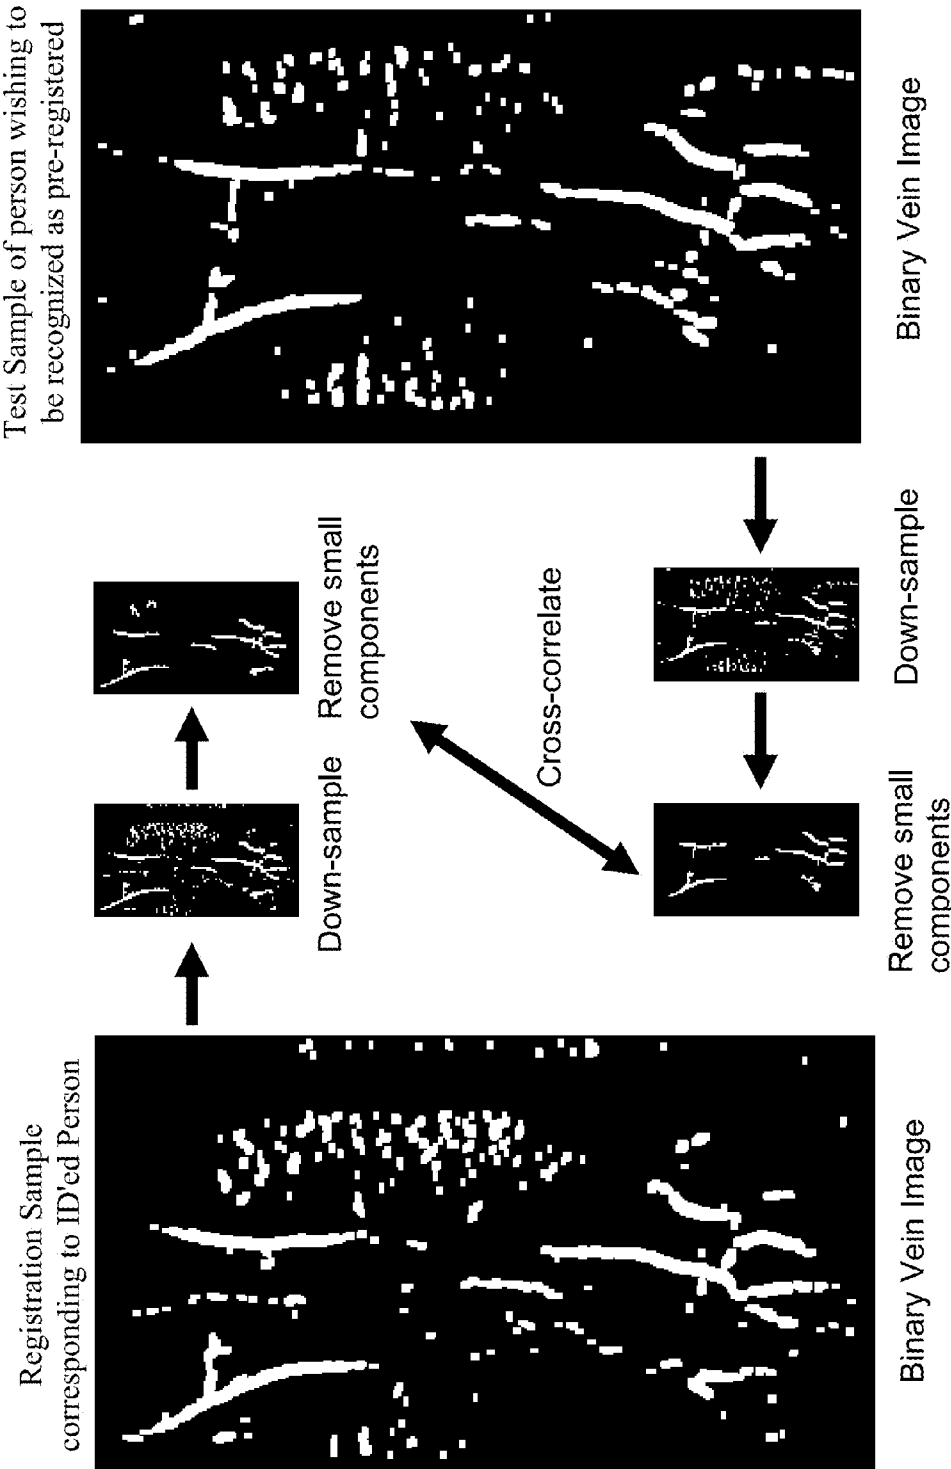 Registration Sample
corresponding to ID'ed Person
Binary Vein Image
Down-sample
Remove small
components
Cross-correlate
Test Sample of person wishing to
be recognized as pre-registered
Binary Vein Image
Down-sample
Remove small
components